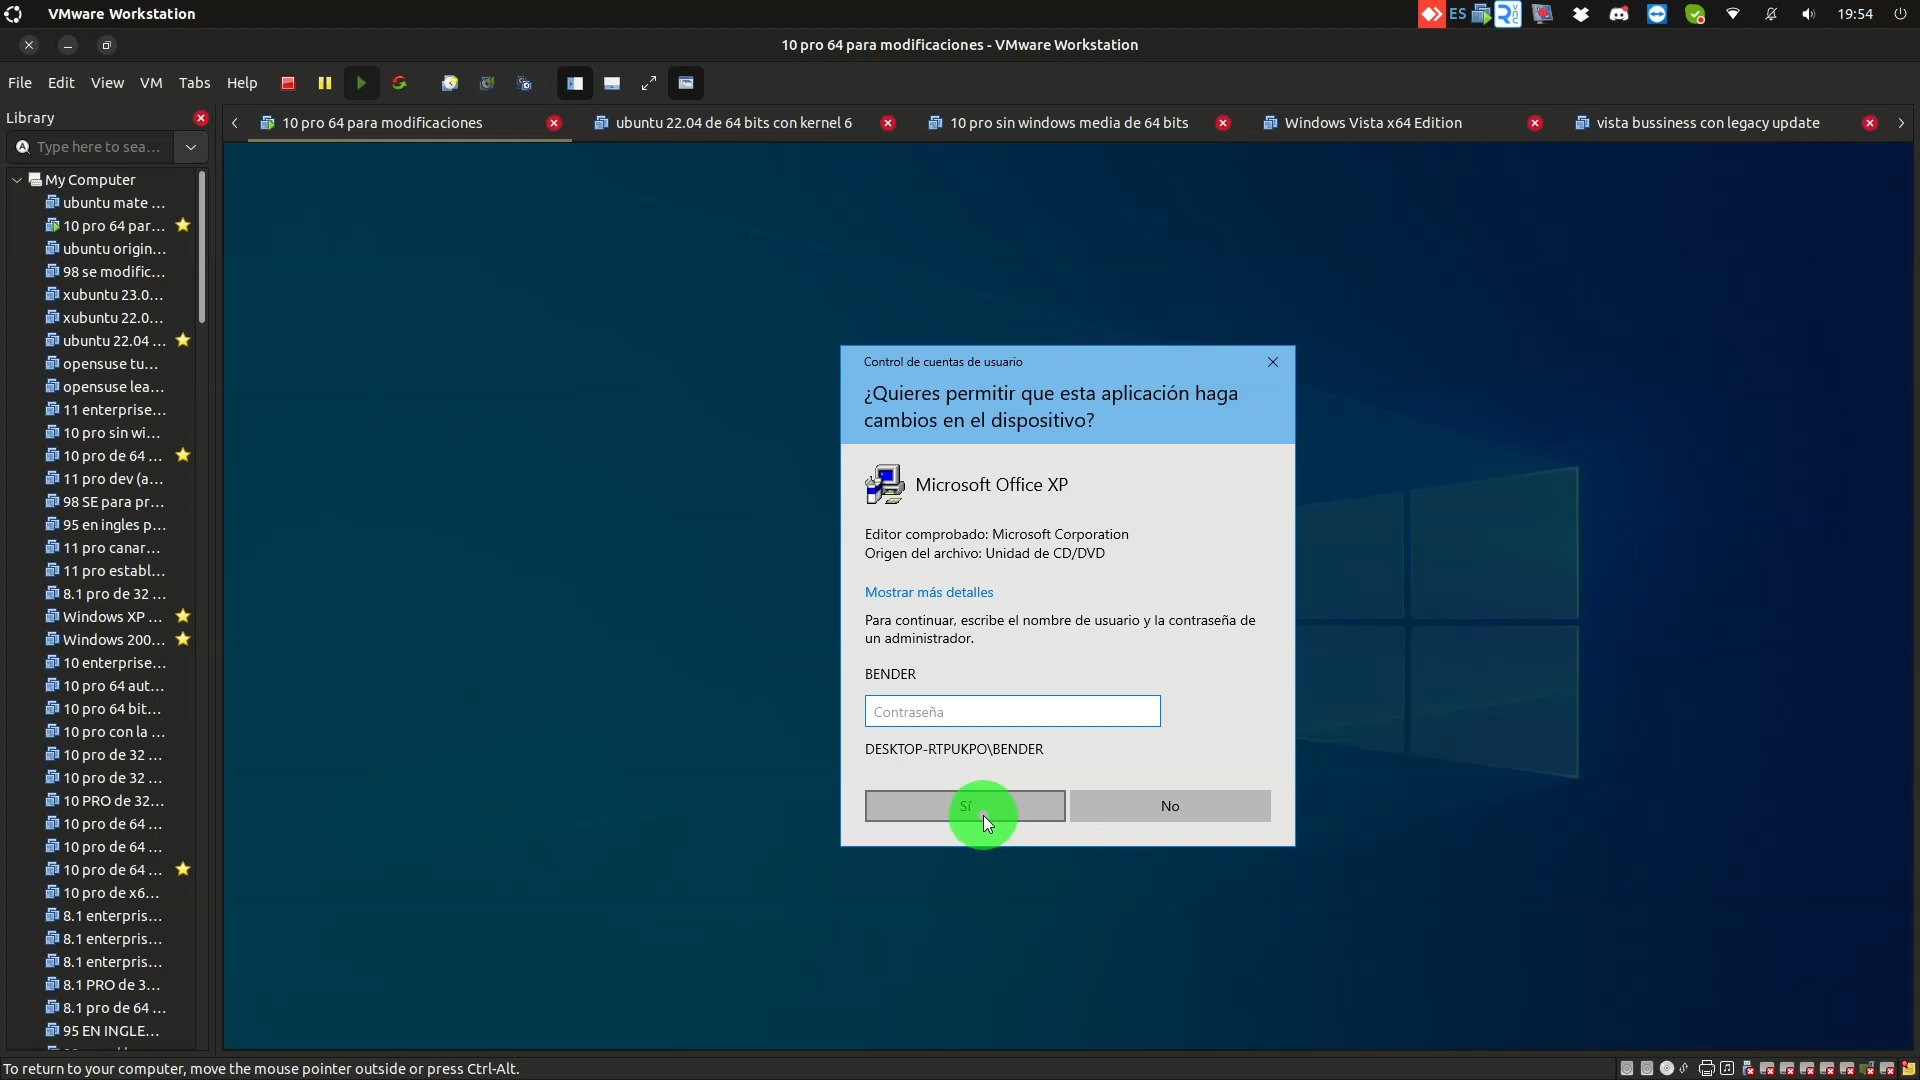 VMware Workstation
ES
19:54
10 pro 64 para modificaciones - VMware Workstation
File Edit View VM Tabs Help
Library
10 pro 64 para modificaciones
ubuntu 22.04 de 64 bits con kernel 6
10 pro sin windows media de 64 bits
Windows Vista x64 Edition
vista bussiness con legacy update
Type here to sea...
My Computer
ubuntu mate ...
10 pro 64 par...
ubuntu origin...
98 se modific...
xubuntu 23.0...
xubuntu 22.0...
ubuntu 22.04 ...
opensuse tu...
opensuse lea...
11 enterprise...
10 pro sin wi...
10 pro de 64 ...
11 pro dev (a...
98 SE para pr...
95 en ingles p...
11 pro canar...
11 pro establ...
8.1 pro de 32 ...
Windows XP ...
Windows 200...
10 enterprise...
10 pro 64 aut...
10 pro 64 bit...
10 pro con la ...
10 pro de 32 ...
10 pro de 32 ...
10 PRO de 32...
10 pro de 64 ...
10 pro de 64 ...
10 pro de 64 ...
10 pro de x6...
8.1 enterpris...
8.1 enterpris...
8.1 enterpris...
8.1 PRO de 3...
8.1 pro de 64 ...
95 EN INGLE...
Control de cuentas de usuario
¿Quieres permitir que esta aplicación haga
cambios en el dispositivo?
Microsoft Office XP
Editor comprobado: Microsoft Corporation
Origen del archivo: Unidad de CD/DVD
Mostrar más detalles
Para continuar, escribe el nombre de usuario y la contraseña de
un administrador.
BENDER
Contraseña
DESKTOP-RTPUKPO\BENDER
Sí
No
To return to your computer, move the mouse pointer outside or press Ctrl-Alt.